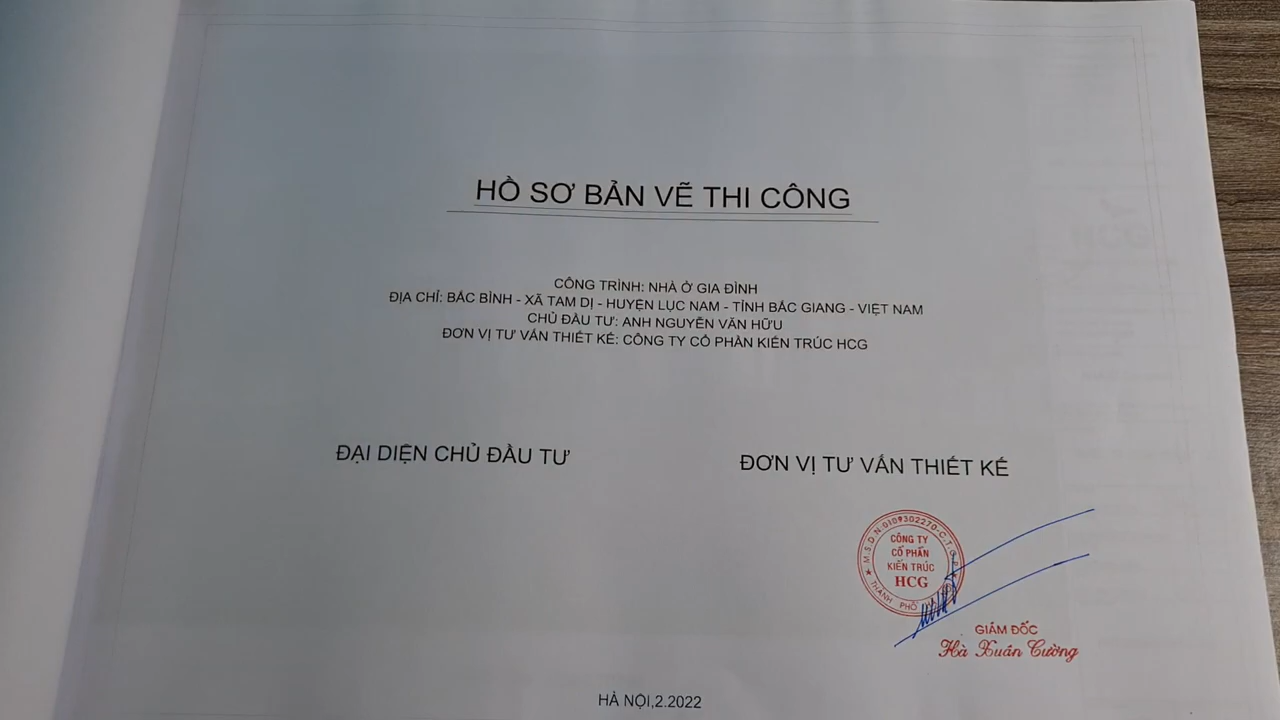 HỒ SƠ BẢN VẼ THI CÔNG
CÔNG TRÌNH: NHÀ Ở GIA ĐÌNH
ĐỊA CHỈ: BẮC BÌNH - XÃ TAM DỊ - HUYỆN LỤC NAM - TỈNH BẮC GIANG - VIỆT NAM
CHỦ ĐẦU TƯ: ANH NGUYỄN VĂN HỮU
ĐƠN VỊ TƯ VẤN THIẾT KẾ: CÔNG TY CỔ PHẦN KIẾN TRÚC HCG
ĐẠI DIỆN CHỦ ĐẦU TƯ
ĐƠN VỊ TƯ VẤN THIẾT KẾ
M.S.D.N:0109302270-C.T.C.P
CÔNG TY
CỔ PHẦN
KIẾN TRÚC
HCG
THÀNH PHỐ
GIÁM ĐỐC
Hà Xuân Cường
HÀ NỘI,2.2022